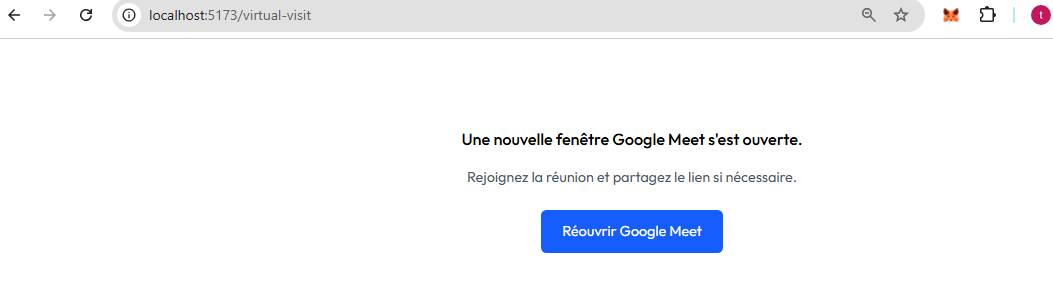 localhost:5173/virtual-visit
t
Une nouvelle fenêtre Google Meet s'est ouverte.
Rejoignez la réunion et partagez le lien si nécessaire.
Réouvrir Google Meet